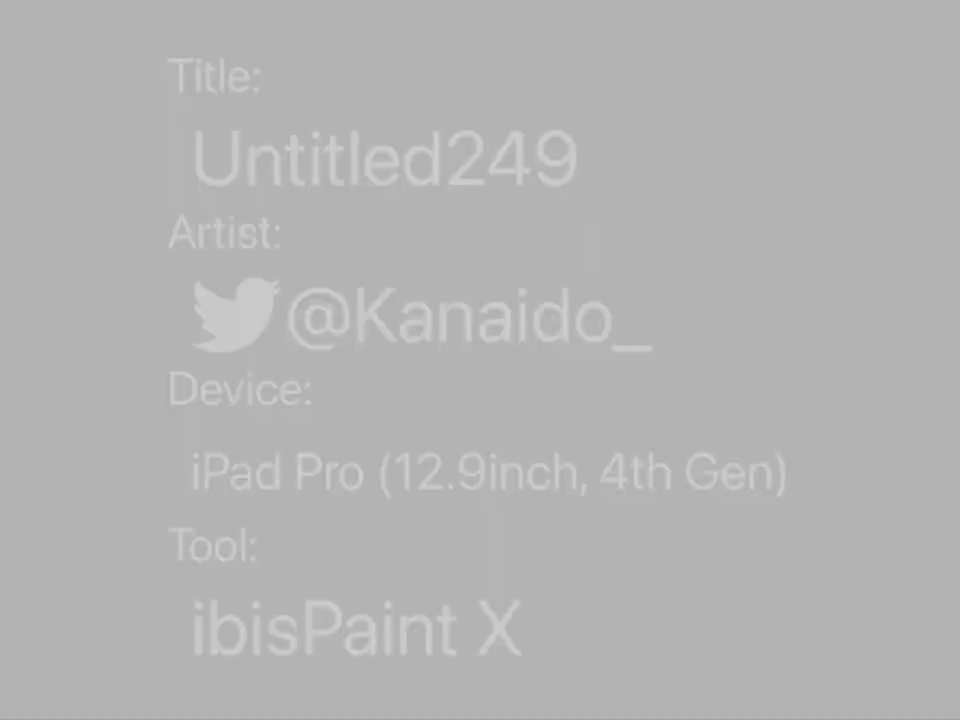 Title:
Untitled249
Artist:
@Kanaido_
Device:
iPad Pro (12.9inch, 4th Gen)
Tool:
ibisPaint X